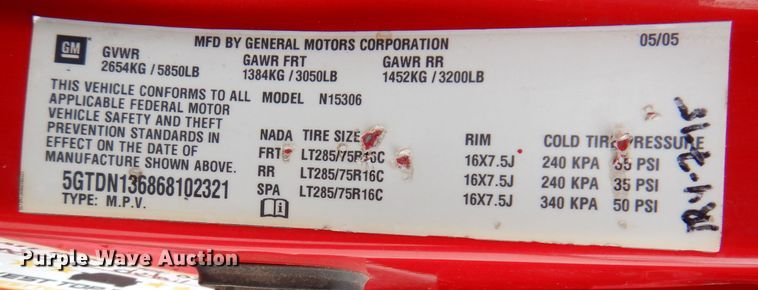 GM
MFD BY GENERAL MOTORS CORPORATION 05/05
GVWR GAWR FRT GAWR RR
2654KG / 5850LB 1384KG / 3050LB 1452KG / 3200LB
THIS VEHICLE CONFORMS TO ALL
APPLICABLE FEDERAL MOTOR
VEHICLE SAFETY AND THEFT
PREVENTION STANDARDS IN
EFFECT ON THE DATE OF
MANUFACTURE SHOWN ABOVE.
MODEL N15306
NADA TIRE SIZE RIM COLD TIRE PRESSURE
FRT LT285/75R16C 16X7.5J 240 KPA 35 PSI
RR LT285/75R16C 16X7.5J 240 KPA 35 PSI
SPA LT285/75R16C 16X7.5J 340 KPA 50 PSI
5GTDN136868102321
TYPE: M.P.V.
Purple Wave Auction